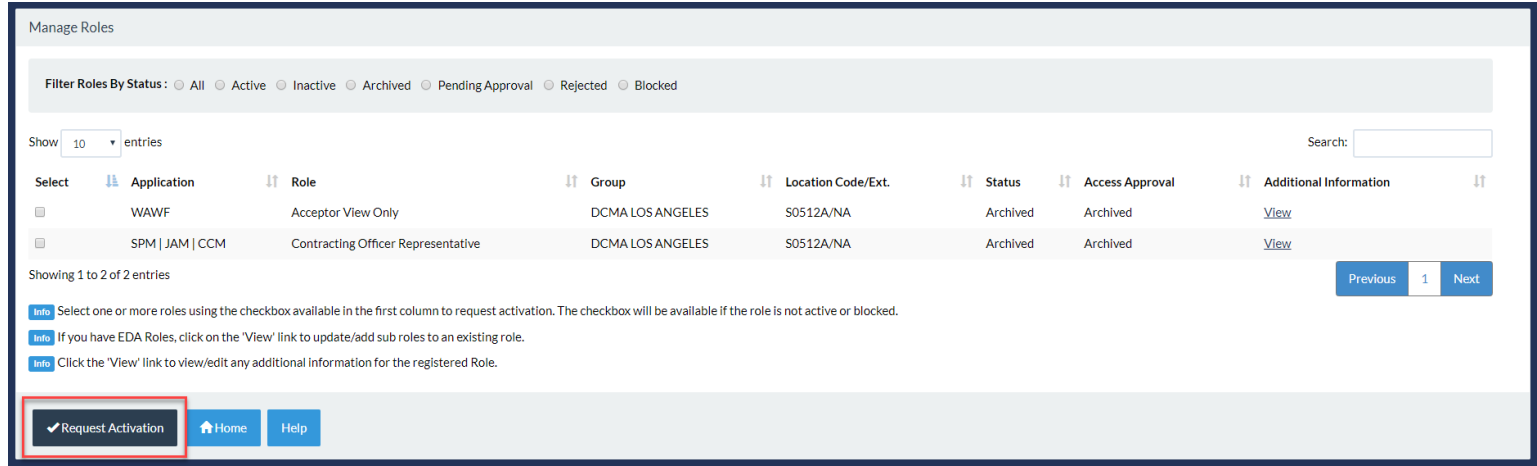 Manage Roles
Filter Roles By Status : All Active Inactive Archived Pending Approval Rejected Blocked
Show 10 entries Search:
Select Application Role Group Location Code/Ext. Status Access Approval Additional Information
WAWF Acceptor View Only DCMA LOS ANGELES S0512A/NA Archived Archived View
SPM | JAM | CCM Contracting Officer Representative DCMA LOS ANGELES S0512A/NA Archived Archived View
Showing 1 to 2 of 2 entries Previous 1 Next
Info Select one or more roles using the checkbox available in the first column to request activation. The checkbox will be available if the role is not active or blocked.
Info If you have EDA Roles, click on the 'View' link to update/add sub roles to an existing role.
Info Click the 'View' link to view/edit any additional information for the registered Role.
Request Activation Home Help